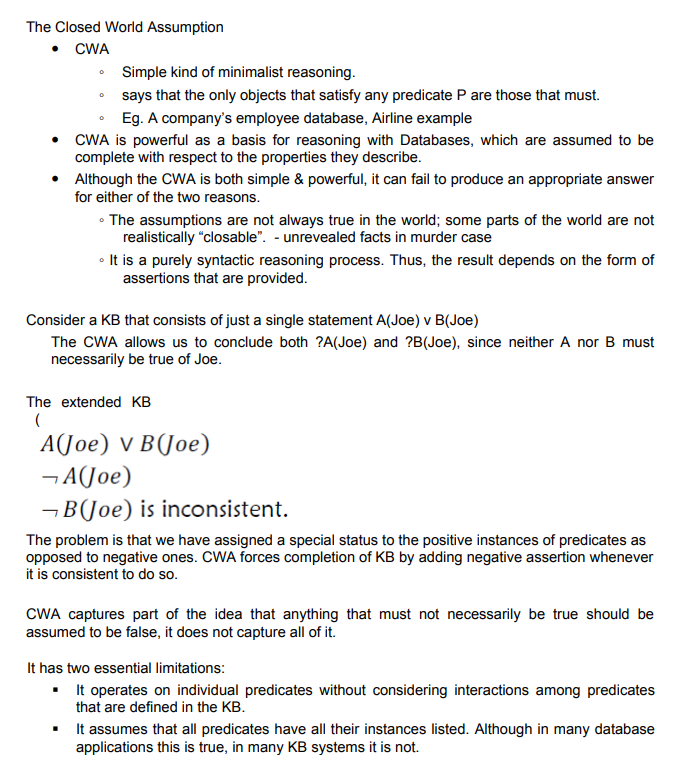 The Closed World Assumption
• CWA
◦ Simple kind of minimalist reasoning.
◦ says that the only objects that satisfy any predicate P are those that must.
◦ Eg. A company's employee database, Airline example
• CWA is powerful as a basis for reasoning with Databases, which are assumed to be
complete with respect to the properties they describe.
• Although the CWA is both simple & powerful, it can fail to produce an appropriate answer
for either of the two reasons.
◦ The assumptions are not always true in the world; some parts of the world are not
realistically “closable”. - unrevealed facts in murder case
◦ It is a purely syntactic reasoning process. Thus, the result depends on the form of
assertions that are provided.
Consider a KB that consists of just a single statement A(Joe) v B(Joe)
The CWA allows us to conclude both ?A(Joe) and ?B(Joe), since neither A nor B must
necessarily be true of Joe.
The extended KB
(
A(Joe) ∨ B(Joe)
¬ A(Joe)
¬ B(Joe) is inconsistent.
The problem is that we have assigned a special status to the positive instances of predicates as
opposed to negative ones. CWA forces completion of KB by adding negative assertion whenever
it is consistent to do so.
CWA captures part of the idea that anything that must not necessarily be true should be
assumed to be false, it does not capture all of it.
It has two essential limitations:
▪ It operates on individual predicates without considering interactions among predicates
that are defined in the KB.
▪ It assumes that all predicates have all their instances listed. Although in many database
applications this is true, in many KB systems it is not.